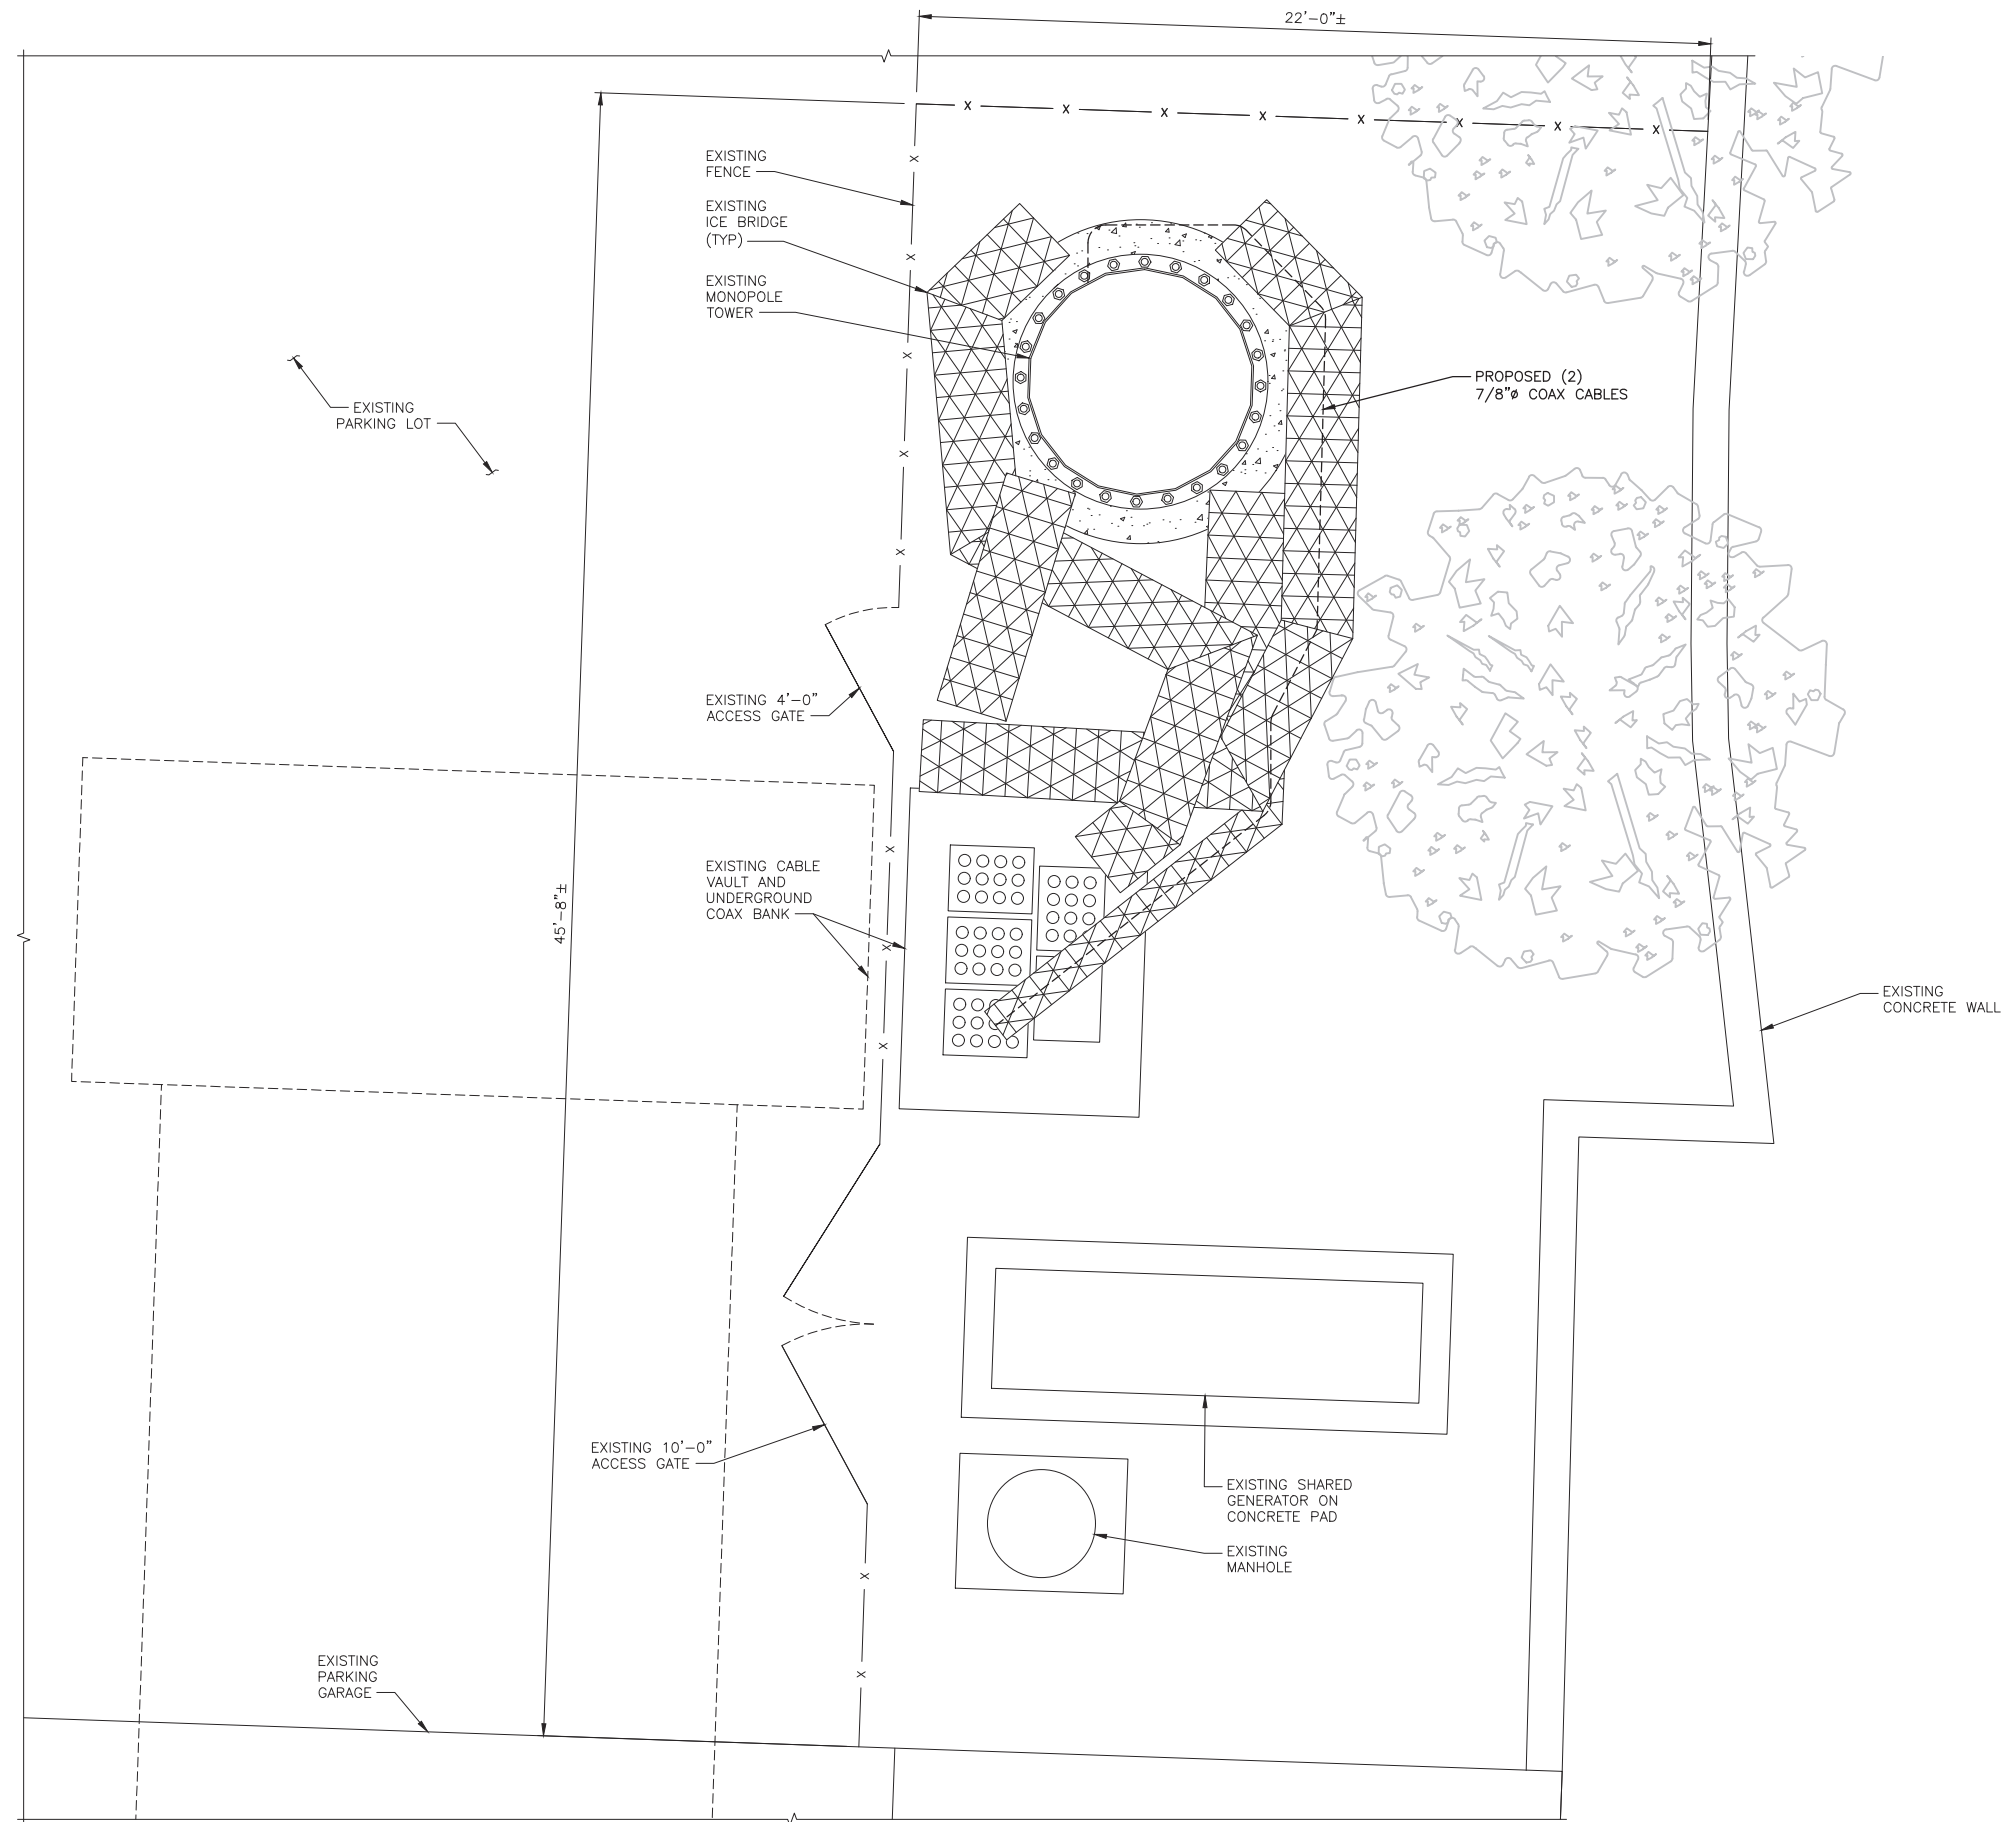 22'-0"±
EXISTING
FENCE
EXISTING
ICE BRIDGE
(TYP)
EXISTING
MONOPOLE
TOWER
PROPOSED (2)
7/8"ø COAX CABLES
EXISTING
PARKING LOT
EXISTING 4'-0"
ACCESS GATE
EXISTING CABLE
VAULT AND
UNDERGROUND
COAX BANK
45'-8"±
EXISTING
CONCRETE WALL
EXISTING 10'-0"
ACCESS GATE
EXISTING SHARED
GENERATOR ON
CONCRETE PAD
EXISTING
MANHOLE
EXISTING
PARKING
GARAGE